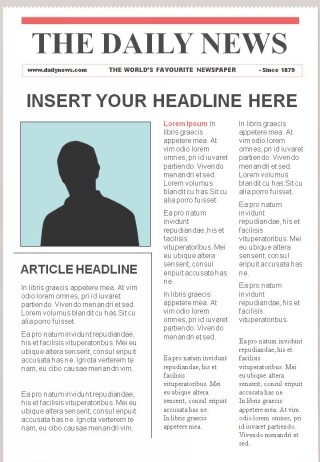 THE DAILY NEWS
www.dailynews.com THE WORLD'S FAVOURITE NEWSPAPER - Since 1879
INSERT YOUR HEADLINE HERE
ARTICLE HEADLINE
In libris graecis appetere mea. At vim
odio lorem omnes, pri id iuvaret
partiendo. Vivendo menandri et sed.
Lorem volumus blandit cu has.Sit cu
alia porro fuisset.
Ea pro natum invidunt repudiandae,
his et facilisis vituperatoribus. Mei eu
ubique altera senserit, consul eripuit
accusata has ne. Ignota verterem te
nam, eu cibo causae menandri vim.
Ea pro natum invidunt repudiandae,
his et facilisis vituperatoribus. Mei eu
ubique altera senserit, consul eripuit
accusata has ne. Ignota verterem te
nam, eu cibo causae menandri vim.
Lorem Ipsum In
libris graecis
appetere mea. At
vim odio lorem
omnes, pri id iuvaret
partiendo. Vivendo
menandri et sed.
Lorem volumus
blandit cu has.Sit cu
alia porro fuisset.
Ea pro natum
invidunt
repudiandae, his et
facilisis
vituperatoribus. Mei
eu ubique altera
senserit, consul
eripuit accusata has
ne.
In libris graecis
appetere mea. At
vim odio lorem
omnes, pri id iuvaret
partiendo. Vivendo
menandri et sed.
Ea pro natum invidunt
repudiandae, his et
facilisis
vituperatoribus. Mei
eu ubique altera
senserit, consul eripuit
accusata has ne.
In libris graecis
appetere mea.
In libris graecis
appetere mea. At
vim odio lorem
omnes, pri id iuvaret
partiendo. Vivendo
menandri et sed.
Lorem volumus
blandit cu has.Sit cu
alia porro fuisset.
Ea pro natum
invidunt
repudiandae, his et
facilisis
vituperatoribus. Mei
eu ubique altera
senserit, consul
eripuit accusata has
ne.
Ea pro natum
invidunt
repudiandae, his et
facilisis
vituperatoribus.
Ea pro natum invidunt
repudiandae, his et
facilisis
vituperatoribus. Mei
eu ubique altera
senserit, consul eripuit
accusata has ne.
In libris graecis
appetere mea. At vim
odio lorem omnes, pri
id iuvaret partiendo.
Vivendo menandri et
sed.